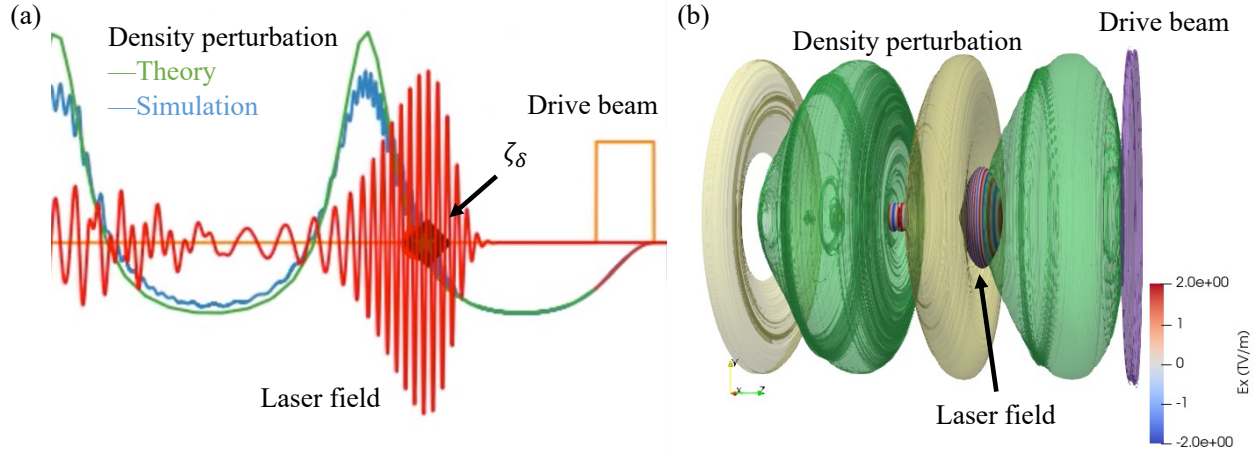 (a)
Density perturbation
—Theory
—Simulation
Drive beam
ζδ
Laser field
(b)
Drive beam
Density perturbation
Laser field
Y
X
Z
2.0e+00
1
0
-1
-2.0e+00
Ex (TV/m)